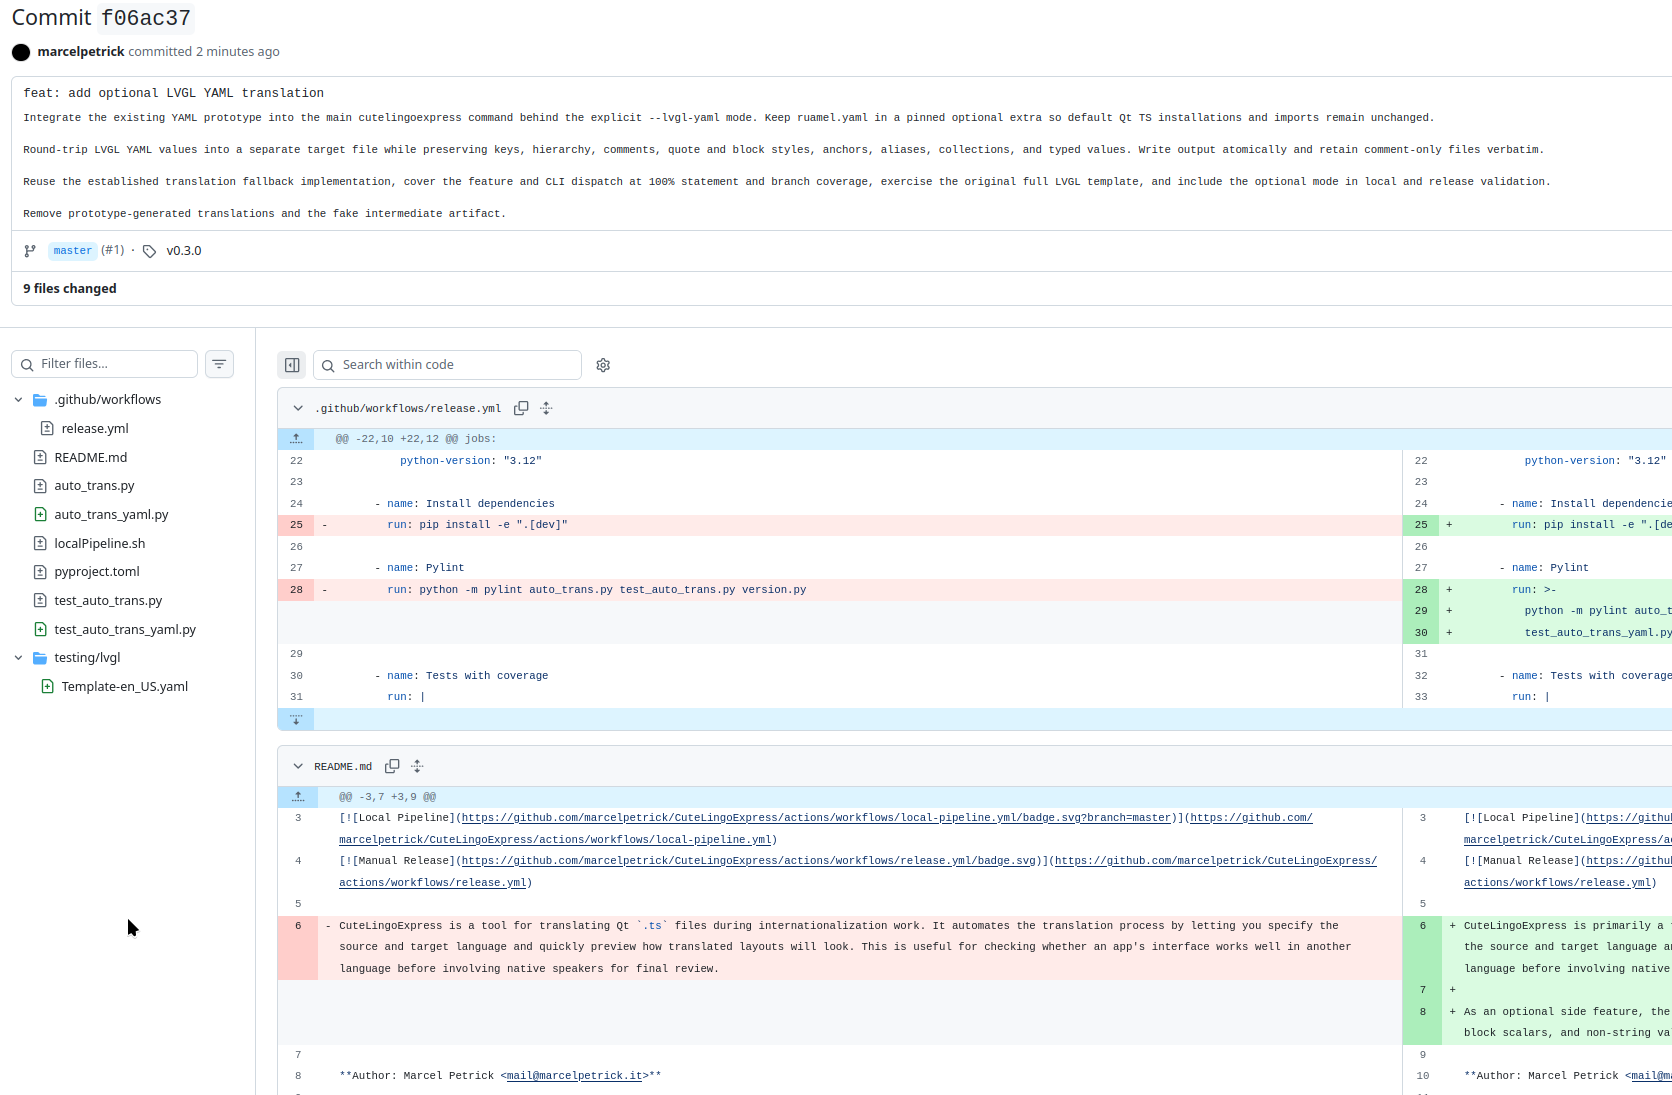 Commit f06ac37
marcelpetrick committed 2 minutes ago
feat: add optional LVGL YAML translation
Integrate the existing YAML prototype into the main cutelingoexpress command behind the explicit --lvgl-yaml mode. Keep ruamel.yaml in a pinned optional extra so default Qt TS installations and imports remain unchanged.
Round-trip LVGL YAML values into a separate target file while preserving keys, hierarchy, comments, quote and block styles, anchors, aliases, collections, and typed values. Write output atomically and retain comment-only files verbatim.
Reuse the established translation fallback implementation, cover the feature and CLI dispatch at 100% statement and branch coverage, exercise the original full LVGL template, and include the optional mode in local and release validation.
Remove prototype-generated translations and the fake intermediate artifact.
master (#1) · v0.3.0
9 files changed
Filter files...
.github/workflows
release.yml
README.md
auto_trans.py
auto_trans_yaml.py
localPipeline.sh
pyproject.toml
test_auto_trans.py
test_auto_trans_yaml.py
testing/lvgl
Template-en_US.yaml
Search within code
.github/workflows/release.yml
@@ -22,10 +22,12 @@ jobs:
22 python-version: "3.12" 22 python-version: "3.12"
23 23
24 - name: Install dependencies 24 - name: Install dependencie
25 - run: pip install -e ".[dev]" 25 + run: pip install -e ".[de
26 26
27 - name: Pylint 27 - name: Pylint
28 - run: python -m pylint auto_trans.py test_auto_trans.py version.py 28 + run: >-
29 + python -m pylint auto_t
30 + test_auto_trans_yaml.py
29 31
30 - name: Tests with coverage 32 - name: Tests with coverage
31 run: | 33 run: |
README.md
@@ -3,7 +3,9 @@
3 [![Local Pipeline](https://github.com/marcelpetrick/CuteLingoExpress/actions/workflows/local-pipeline.yml/badge.svg?branch=master)](https://github.com/ 3 [![Local Pipeline](https://githu
marcelpetrick/CuteLingoExpress/actions/workflows/local-pipeline.yml) marcelpetrick/CuteLingoExpress/a
4 [![Manual Release](https://github.com/marcelpetrick/CuteLingoExpress/actions/workflows/release.yml/badge.svg)](https://github.com/marcelpetrick/CuteLingoExpress/ 4 [![Manual Release](https://githu
actions/workflows/release.yml) actions/workflows/release.yml)
5 5
6 - CuteLingoExpress is a tool for translating Qt `.ts` files during internationalization work. It automates the translation process by letting you specify the 6 + CuteLingoExpress is primarily a
source and target language and quickly preview how translated layouts will look. This is useful for checking whether an app's interface works well in another the source and target language a
language before involving native speakers for final review. language before involving native
7 +
8 + As an optional side feature, the
block scalars, and non-string va
7 9
8 **Author: Marcel Petrick <mail@marcelpetrick.it>** 10 **Author: Marcel Petrick <mail@m